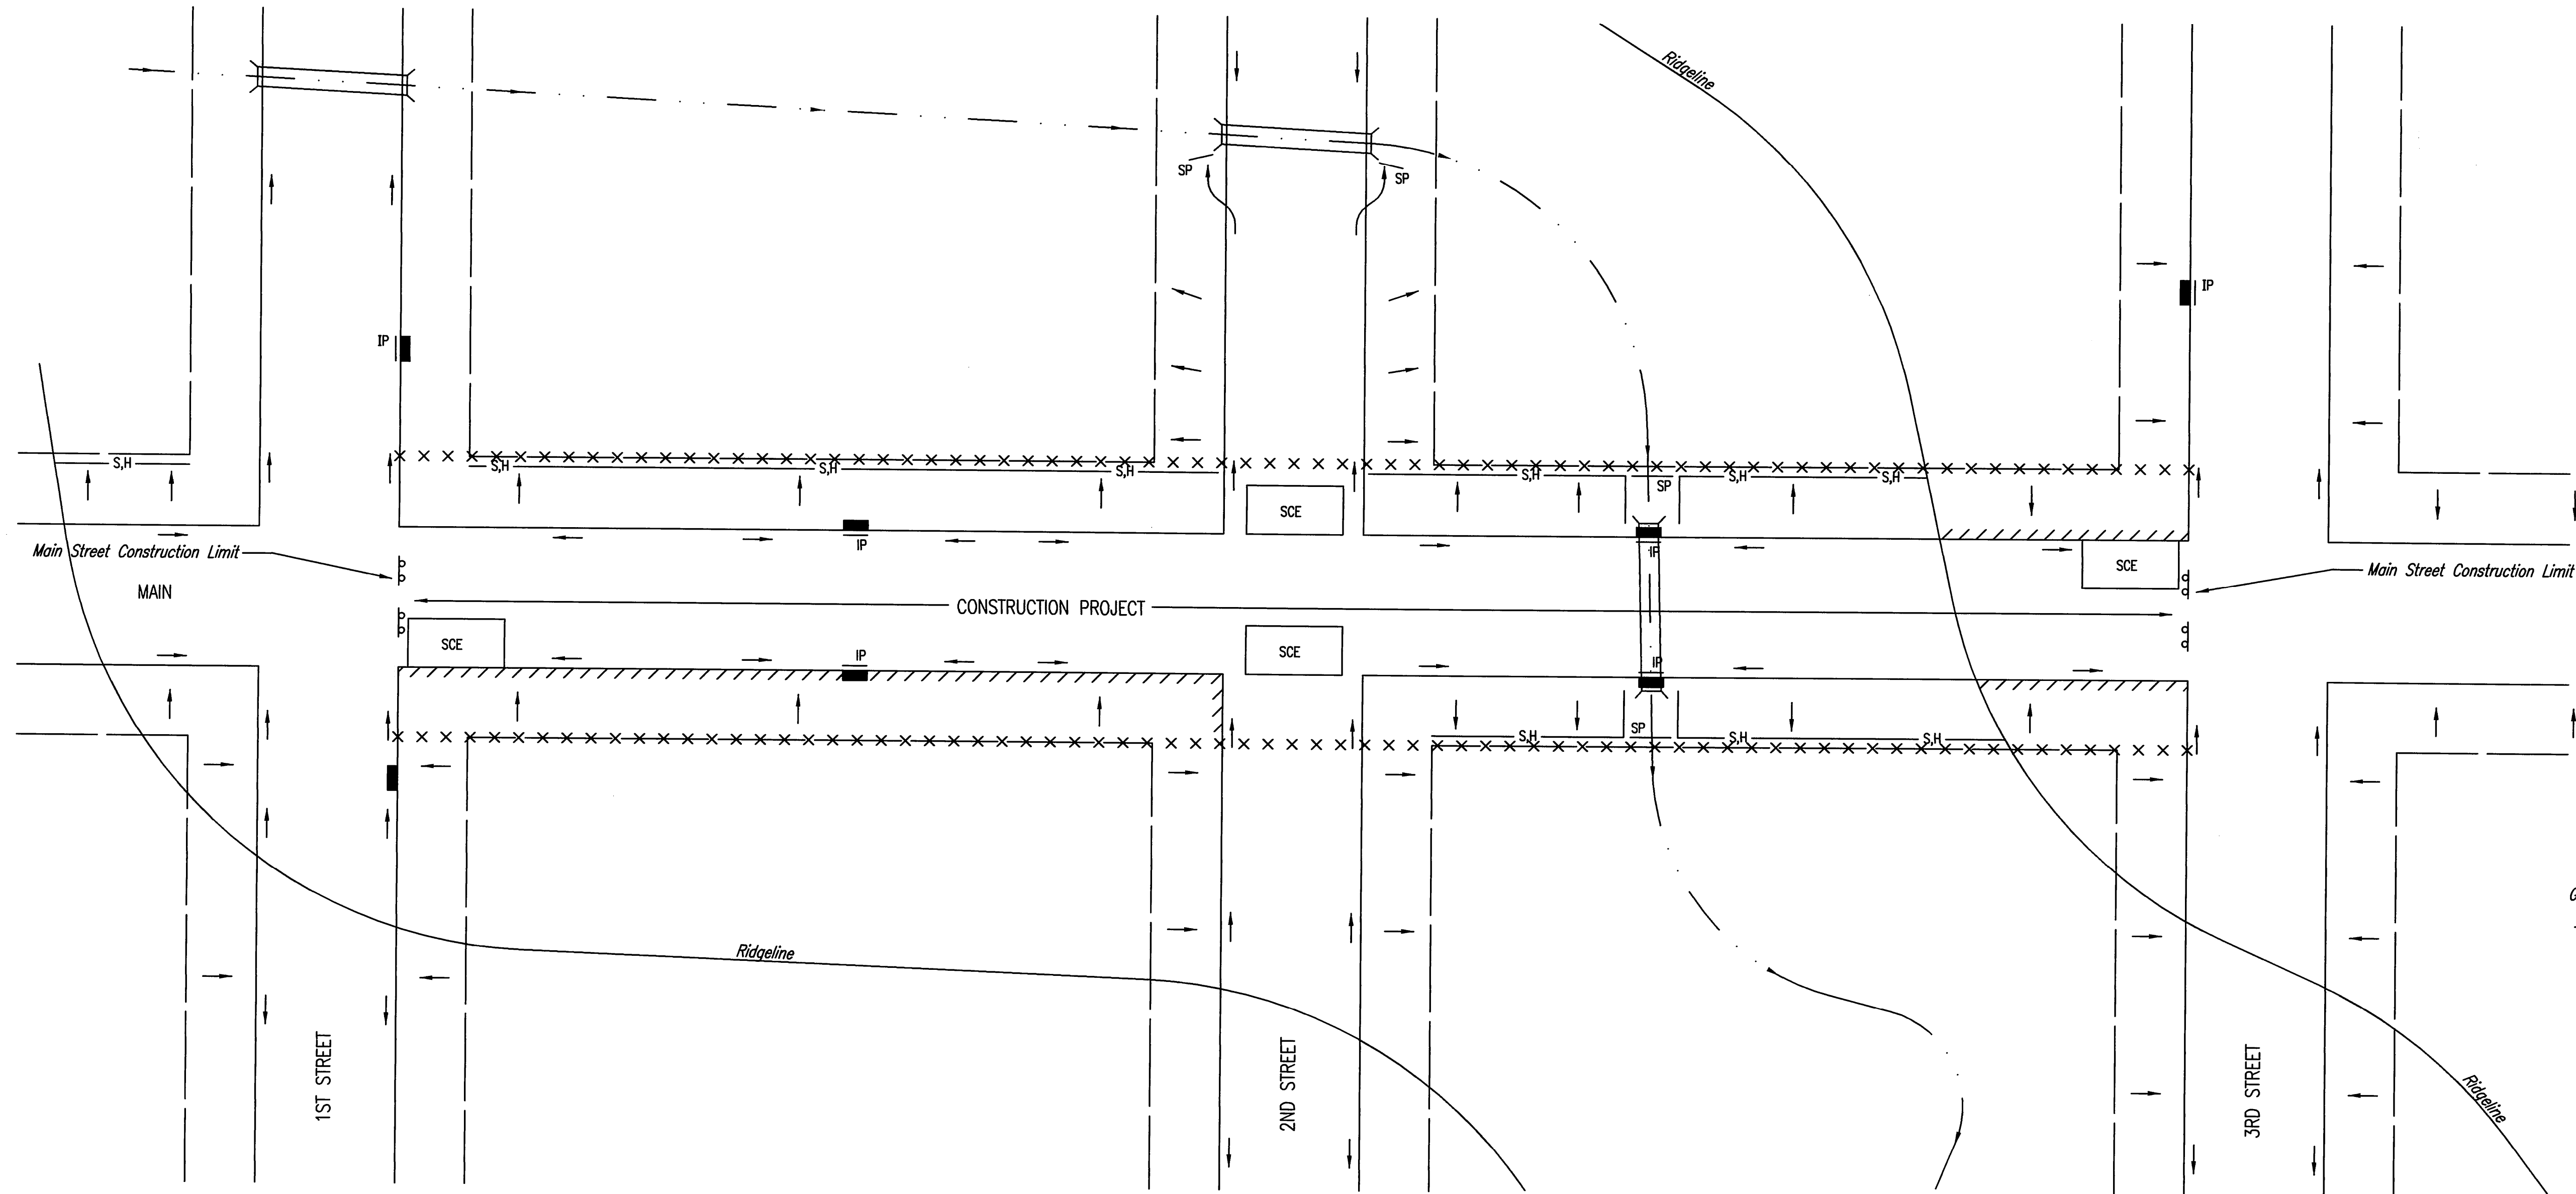 Ridgeline
SP
SP
IP
IP
S,H
S,H
S,H
S,H
S,H
SP
S,H
S,H
SCE
IP
IP
Main Street Construction Limit
SCE
Main Street Construction Limit
MAIN
CONSTRUCTION PROJECT
SCE
SCE
IP
IP
S,H
SP
S,H
S,H
Ridgeline
1ST STREET
2ND STREET
3RD STREET
Ridgeline